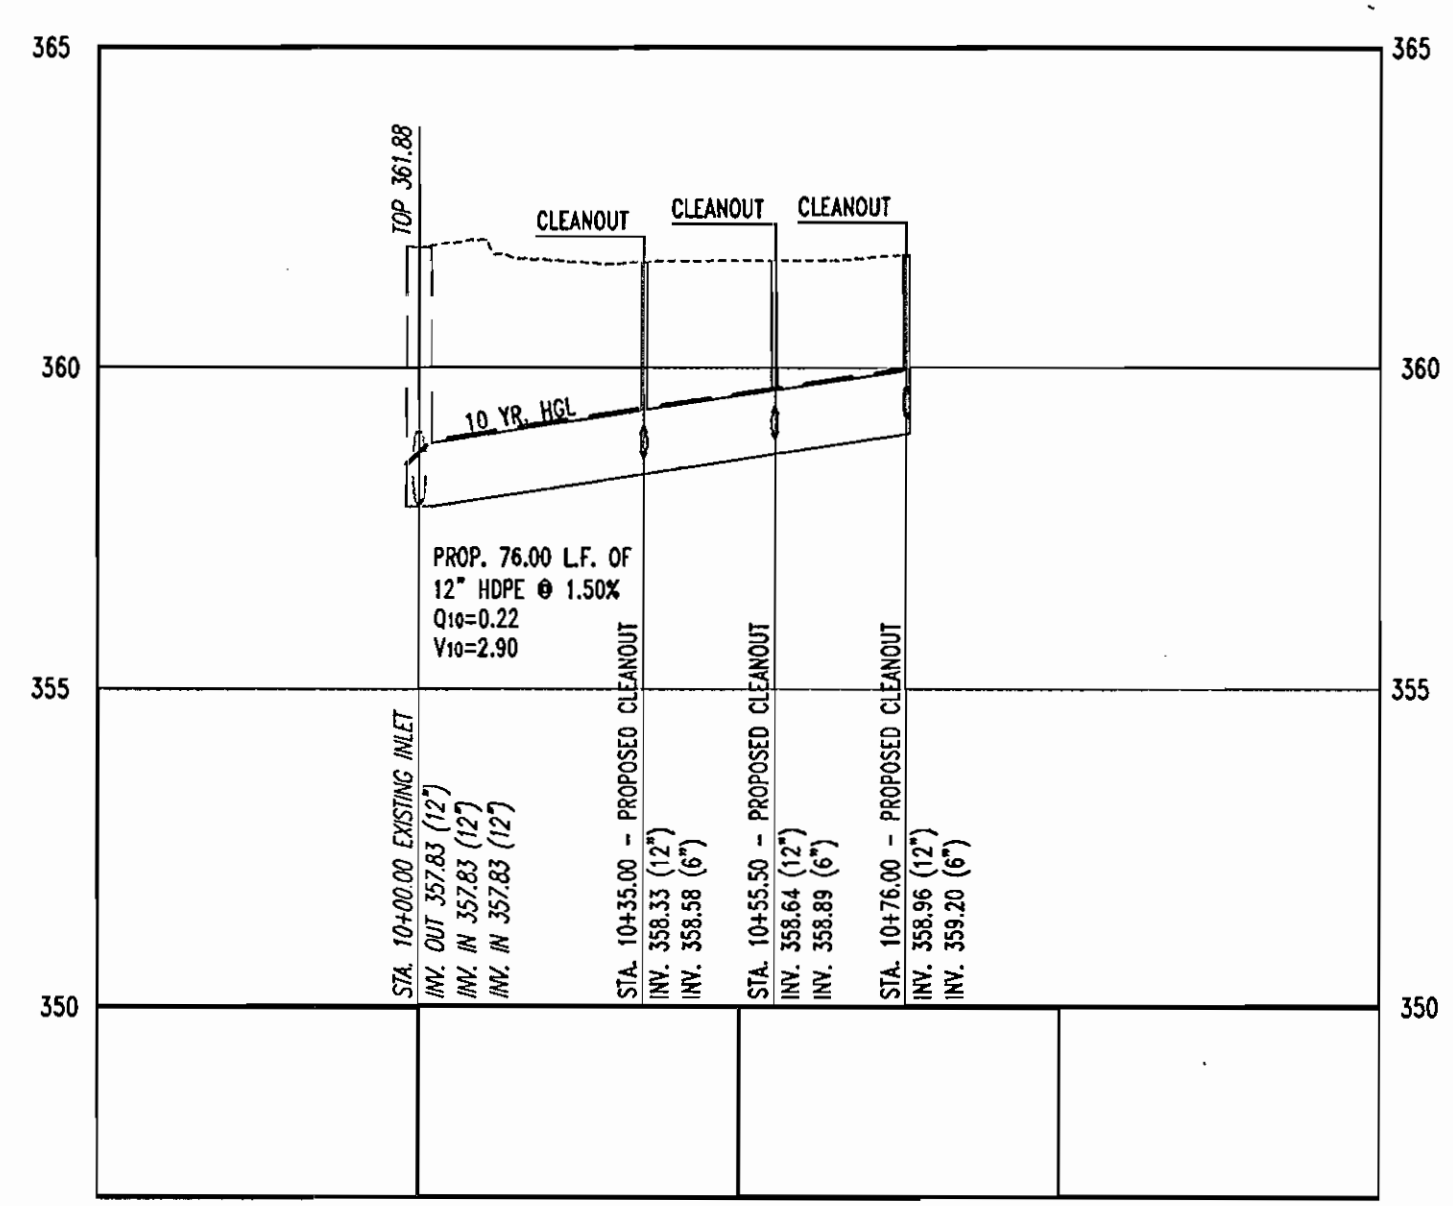 365
365
TOP 361.88
CLEANOUT
CLEANOUT
CLEANOUT
360
360
10 YR. HGL
PROP. 76.00 L.F. OF
12" HDPE @ 1.50%
Q10=0.22
V10=2.90
355
355
STA. 10+00.00 EXISTING INLET
INV. OUT 357.83 (12")
INV. IN 357.83 (12")
INV. IN 357.83 (12")
STA. 10+35.00 - PROPOSED CLEANOUT
INV. 358.33 (12")
INV. 358.58 (6")
STA. 10+55.50 - PROPOSED CLEANOUT
INV. 358.64 (12")
INV. 358.89 (6")
STA. 10+76.00 - PROPOSED CLEANOUT
INV. 358.96 (12")
INV. 359.20 (6")
350
350